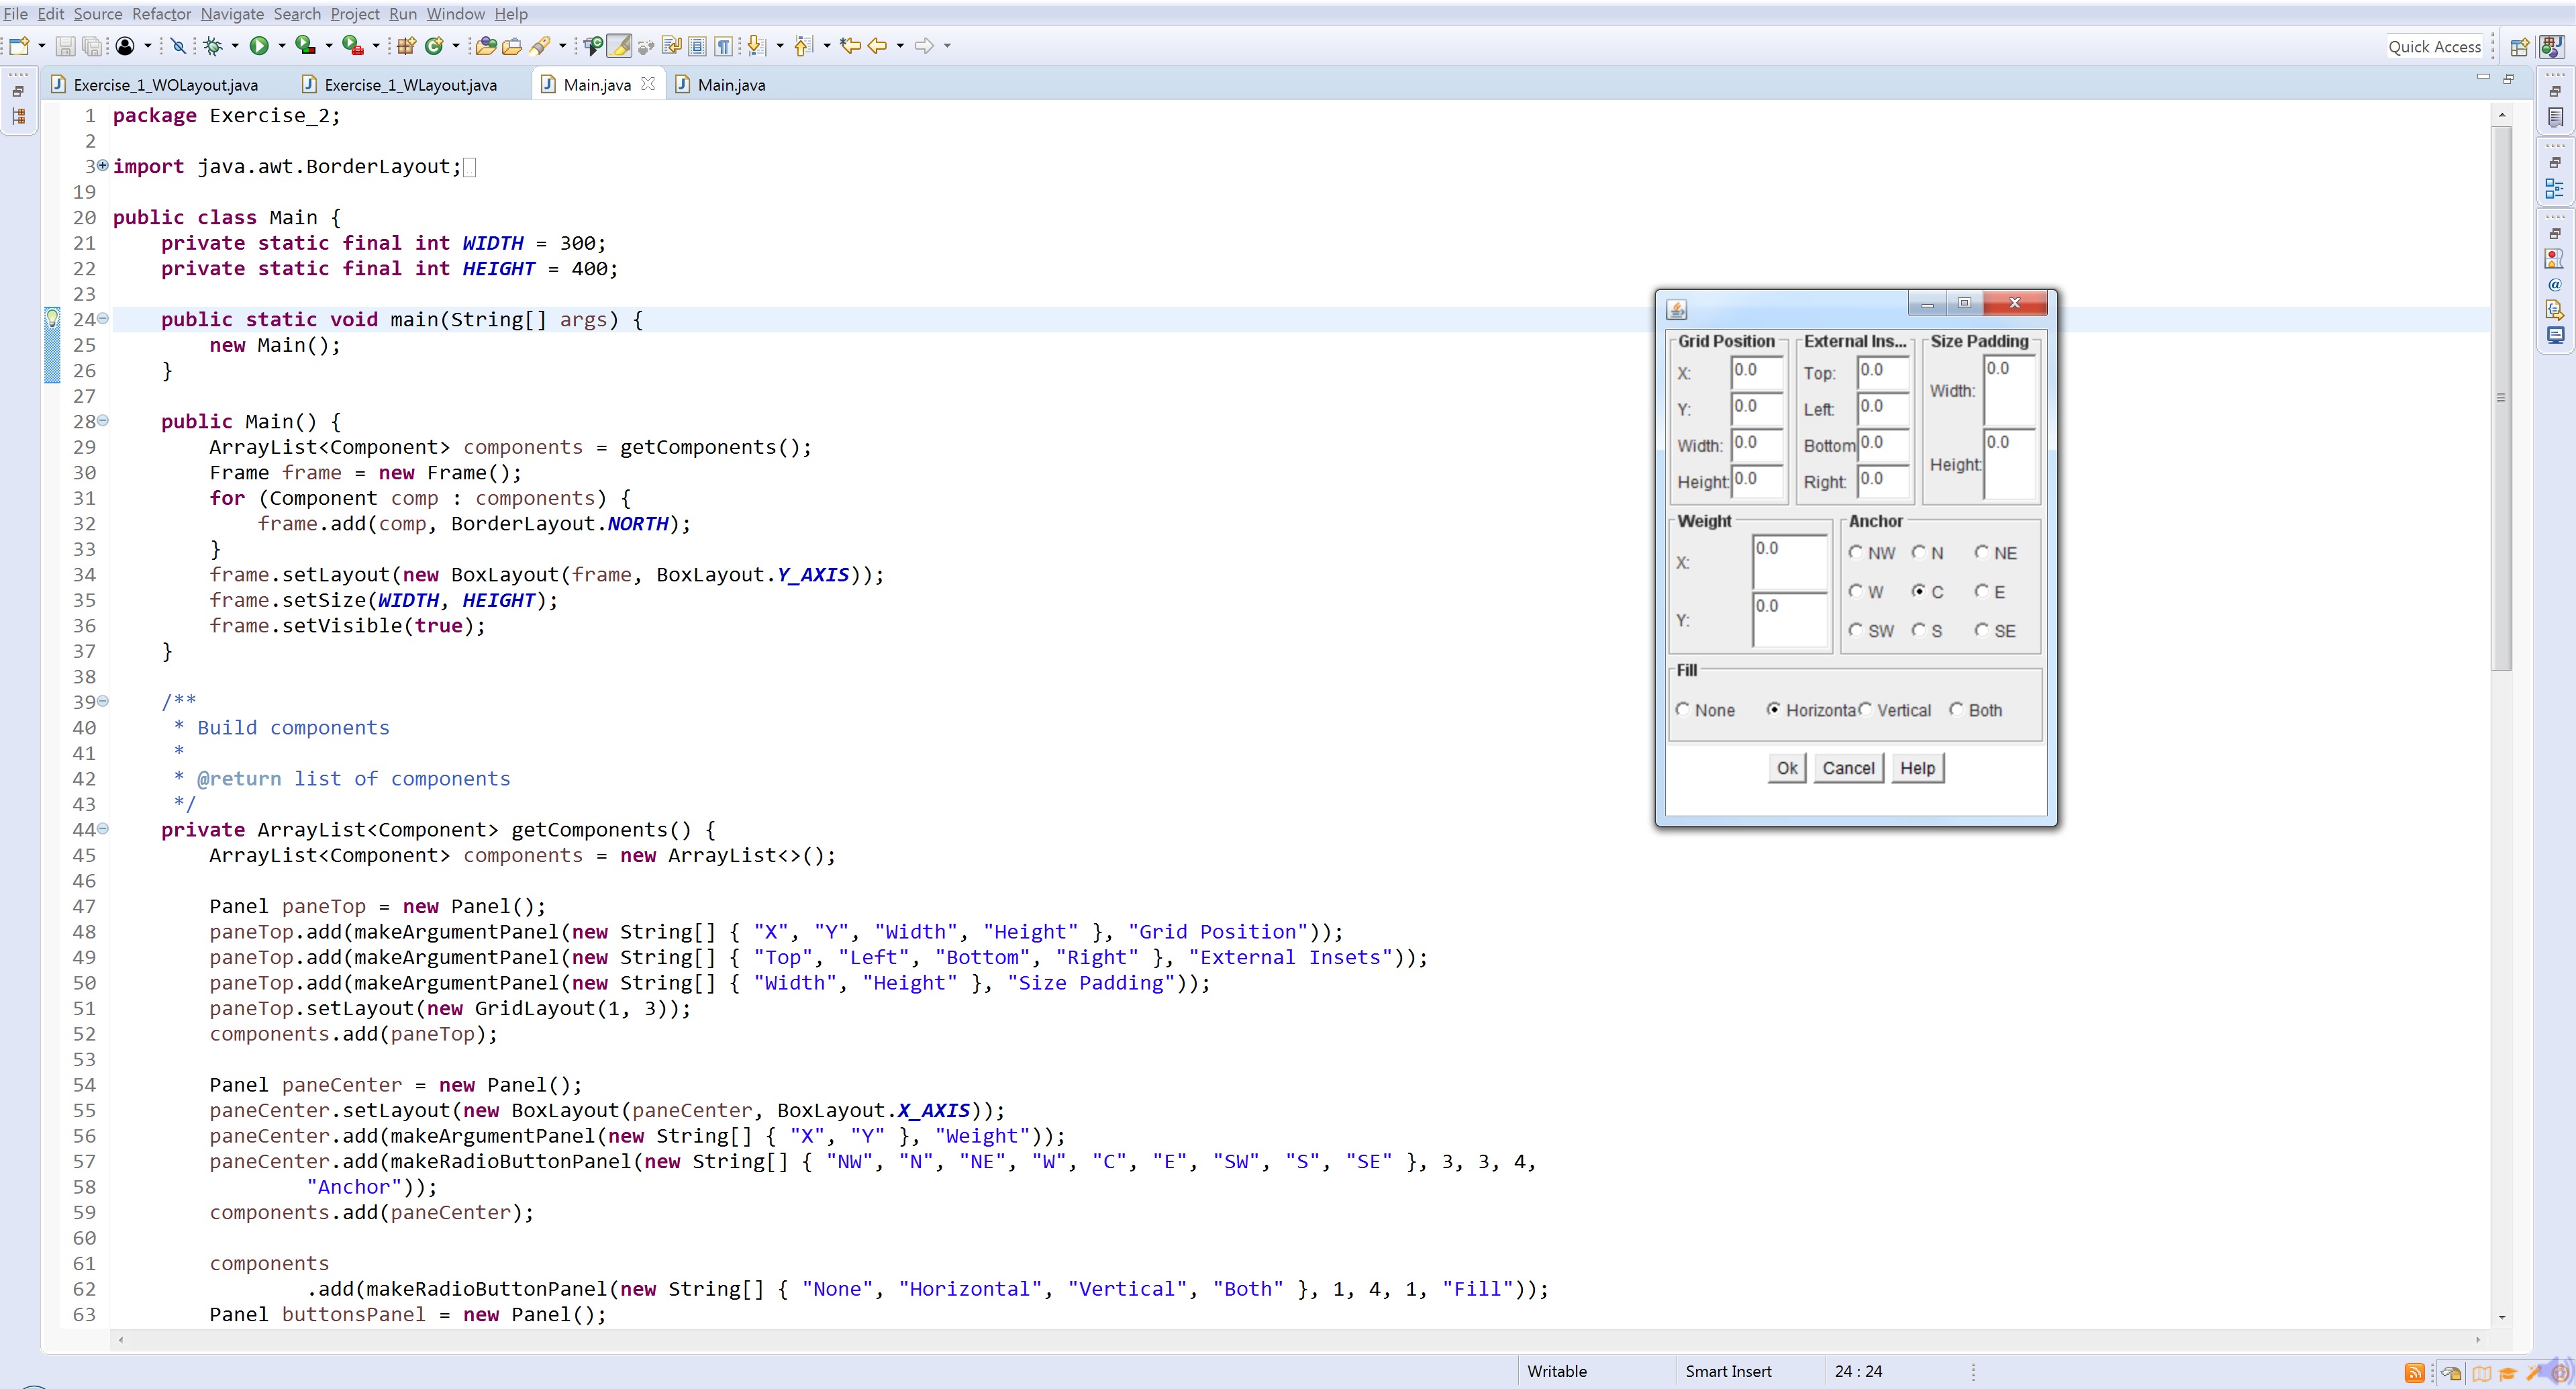 File Edit Source Refactor Navigate Search Project Run Window Help
Quick Access
Exercise_1_WOLayout.java Exercise_1_WLayout.java Main.java Main.java
1 package Exercise_2;
2
3 import java.awt.BorderLayout;
19
20 public class Main {
21 private static final int WIDTH = 300;
22 private static final int HEIGHT = 400;
23
24 public static void main(String[] args) {
25 new Main();
26 }
27
28 public Main() {
29 ArrayList<Component> components = getComponents();
30 Frame frame = new Frame();
31 for (Component comp : components) {
32 frame.add(comp, BorderLayout.NORTH);
33 }
34 frame.setLayout(new BoxLayout(frame, BoxLayout.Y_AXIS));
35 frame.setSize(WIDTH, HEIGHT);
36 frame.setVisible(true);
37 }
38
39 /**
40 * Build components
41 *
42 * @return list of components
43 */
44 private ArrayList<Component> getComponents() {
45 ArrayList<Component> components = new ArrayList<>();
46
47 Panel paneTop = new Panel();
48 paneTop.add(makeArgumentPanel(new String[] { "X", "Y", "Width", "Height" }, "Grid Position"));
49 paneTop.add(makeArgumentPanel(new String[] { "Top", "Left", "Bottom", "Right" }, "External Insets"));
50 paneTop.add(makeArgumentPanel(new String[] { "Width", "Height" }, "Size Padding"));
51 paneTop.setLayout(new GridLayout(1, 3));
52 components.add(paneTop);
53
54 Panel paneCenter = new Panel();
55 paneCenter.setLayout(new BoxLayout(paneCenter, BoxLayout.X_AXIS));
56 paneCenter.add(makeArgumentPanel(new String[] { "X", "Y" }, "Weight"));
57 paneCenter.add(makeRadioButtonPanel(new String[] { "NW", "N", "NE", "W", "C", "E", "SW", "S", "SE" }, 3, 3, 4,
58 "Anchor"));
59 components.add(paneCenter);
60
61 components
62 .add(makeRadioButtonPanel(new String[] { "None", "Horizontal", "Vertical", "Both" }, 1, 4, 1, "Fill"));
63 Panel buttonsPanel = new Panel();
Grid Position External Ins... Size Padding
X: 0.0 Top: 0.0 Width: 0.0
Y: 0.0 Left: 0.0
Width: 0.0 Bottom 0.0 Height: 0.0
Height: 0.0 Right: 0.0
Weight Anchor
X: 0.0 NW N NE
W C E
Y: 0.0 SW S SE
Fill
None Horizonta Vertical Both
Ok Cancel Help
Writable Smart Insert 24 : 24